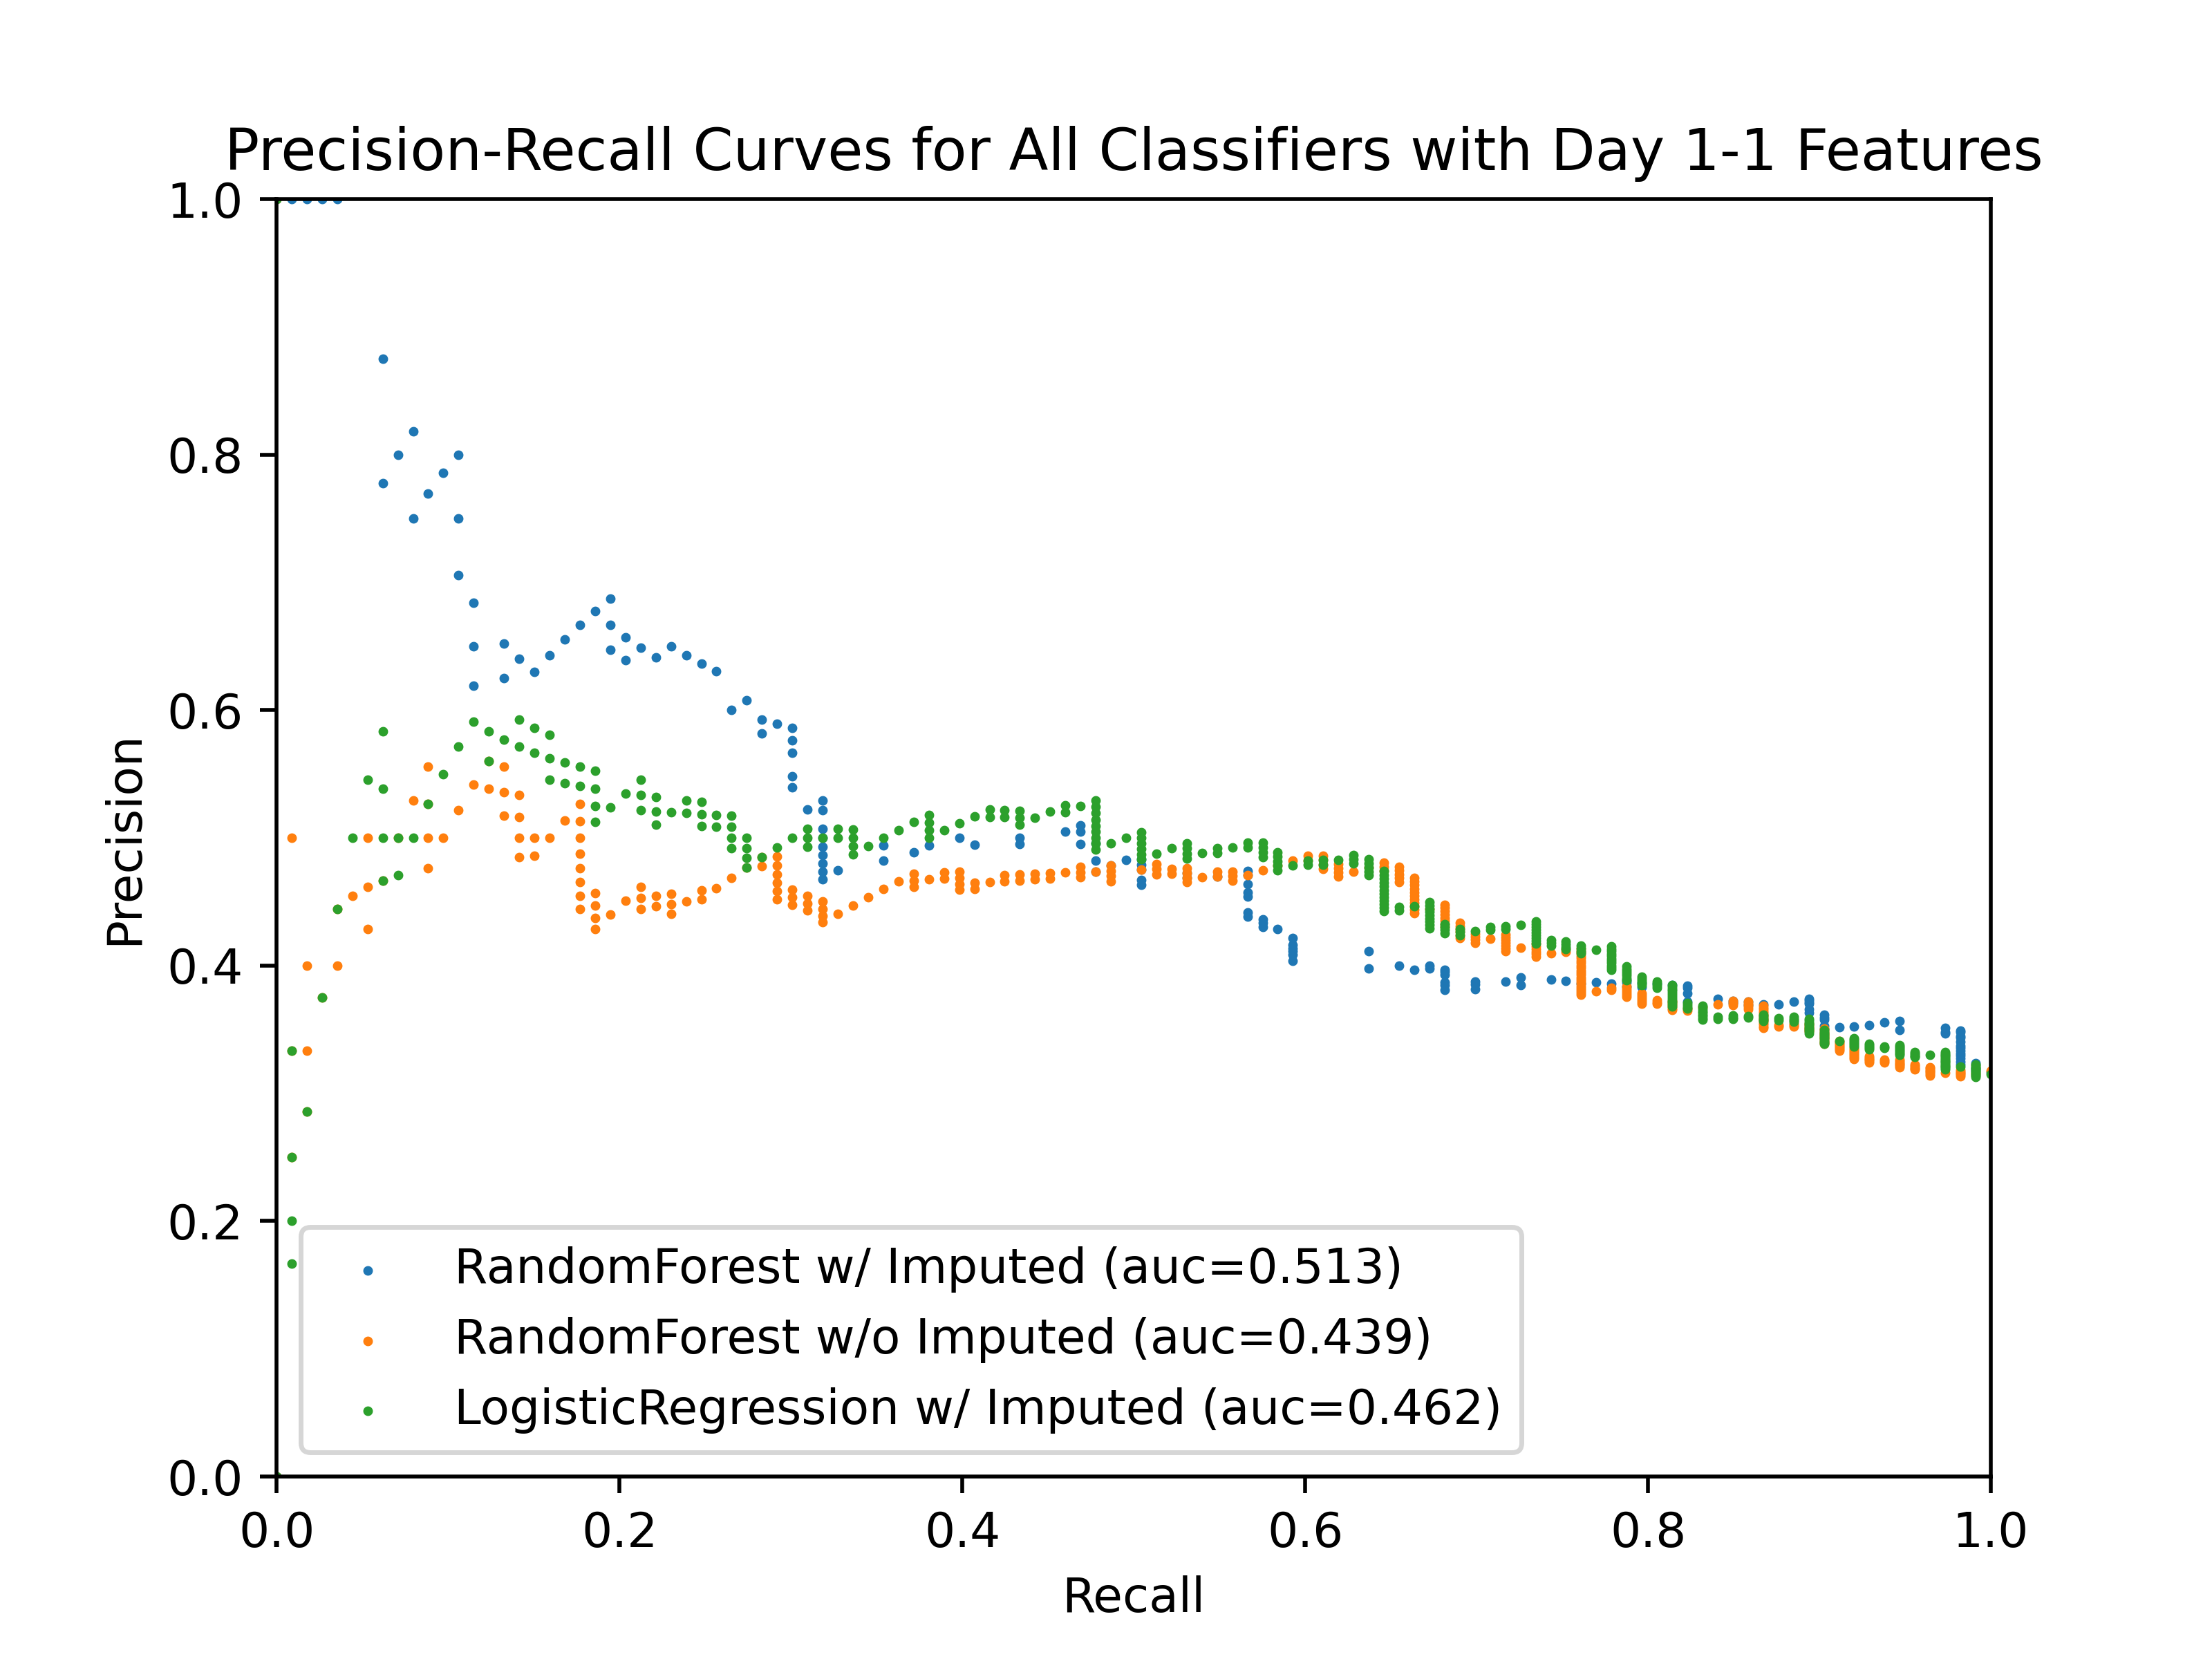 Precision-Recall Curves for All Classifiers with Day 1-1 Features
1.0
0.8
0.6
0.4
0.2
0.0
Precision
RandomForest w/ Imputed (auc=0.513)
RandomForest w/o Imputed (auc=0.439)
LogisticRegression w/ Imputed (auc=0.462)
0.0 0.2 0.4 0.6 0.8 1.0
Recall